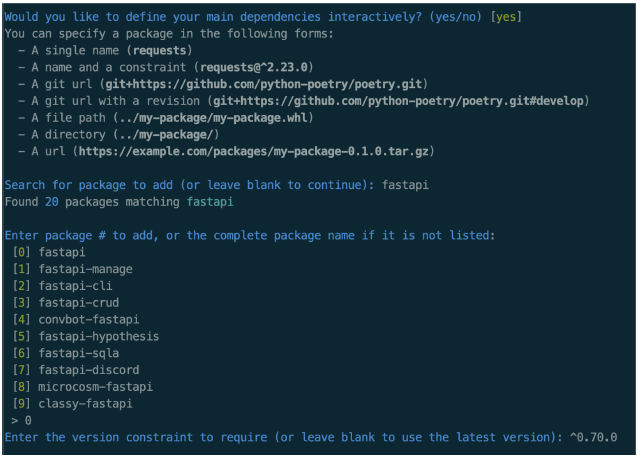 Would you like to define your main dependencies interactively? (yes/no) [yes]
You can specify a package in the following forms:
  - A single name (requests)
  - A name and a constraint (requests@^2.23.0)
  - A git url (git+https://github.com/python-poetry/poetry.git)
  - A git url with a revision (git+https://github.com/python-poetry/poetry.git#develop)
  - A file path (../my-package/my-package.whl)
  - A directory (../my-package/)
  - A url (https://example.com/packages/my-package-0.1.0.tar.gz)
Search for package to add (or leave blank to continue): fastapi
Found 20 packages matching fastapi
Enter package # to add, or the complete package name if it is not listed:
 [0] fastapi
 [1] fastapi-manage
 [2] fastapi-cli
 [3] fastapi-crud
 [4] convbot-fastapi
 [5] fastapi-hypothesis
 [6] fastapi-sqla
 [7] fastapi-discord
 [8] microcosm-fastapi
 [9] classy-fastapi
 > 0
Enter the version constraint to require (or leave blank to use the latest version): ^0.70.0